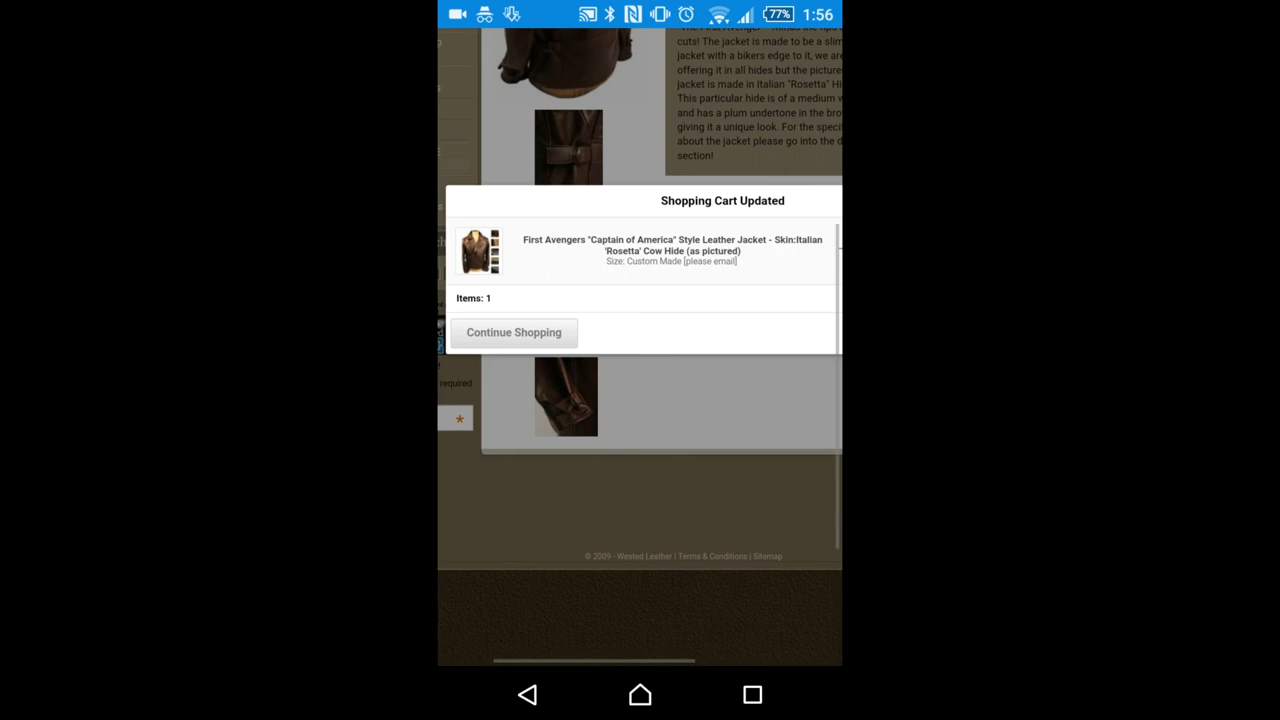 77%
1:56
cuts! The jacket is made to be a slim
jacket with a bikers edge to it, we are
offering it in all hides but the picture
jacket is made in Italian "Rosetta" Hi
This particular hide is of a medium w
and has a plum undertone in the bro
giving it a unique look. For the specif
about the jacket please go into the d
section!
Shopping Cart Updated
First Avengers "Captain of America" Style Leather Jacket - Skin:Italian
'Rosetta' Cow Hide (as pictured)
Size: Custom Made [please email]
Items: 1
Continue Shopping
required
*
© 2009 - Wested Leather | Terms & Conditions | Sitemap